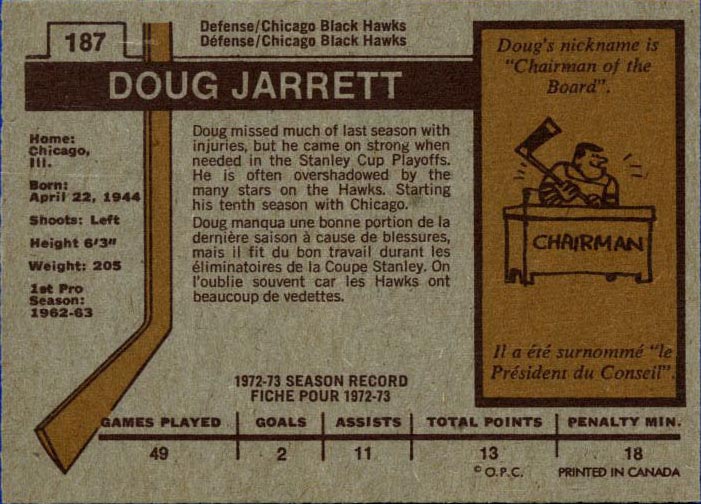 187
Defense/Chicago Black Hawks
Défense/Chicago Black Hawks
DOUG JARRETT
Home:
Chicago,
Ill.
Born:
April 22, 1944
Shoots: Left
Height 6'3"
Weight: 205
1st Pro
Season:
1962-63
Doug missed much of last season with
injuries, but he came on strong when
needed in the Stanley Cup Playoffs.
He is often overshadowed by the
many stars on the Hawks. Starting
his tenth season with Chicago.
Doug manqua une bonne portion de la
dernière saison à cause de blessures,
mais il fit du bon travail durant les
éliminatoires de la Coupe Stanley. On
l'oublie souvent car les Hawks ont
beaucoup de vedettes.
Doug's nickname is
"Chairman of the
Board".
CHAIRMAN
Il a été surnommé "le
Président du Conseil".
1972-73 SEASON RECORD
FICHE POUR 1972-73
GAMES PLAYED GOALS ASSISTS TOTAL POINTS PENALTY MIN.
49 2 11 13 18
© O.P.C. PRINTED IN CANADA